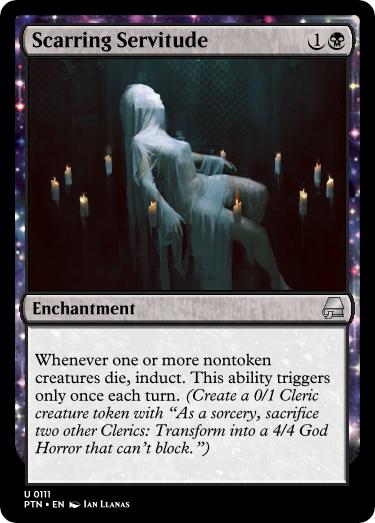 Scarring Servitude 1
Enchantment
Whenever one or more nontoken
creatures die, induct. This ability triggers
only once each turn. (Create a 0/1 Cleric
creature token with “As a sorcery, sacrifice
two other Clerics: Transform into a 4/4 God
Horror that can’t block.”)
U 0111
PTN • EN Ian Llanas